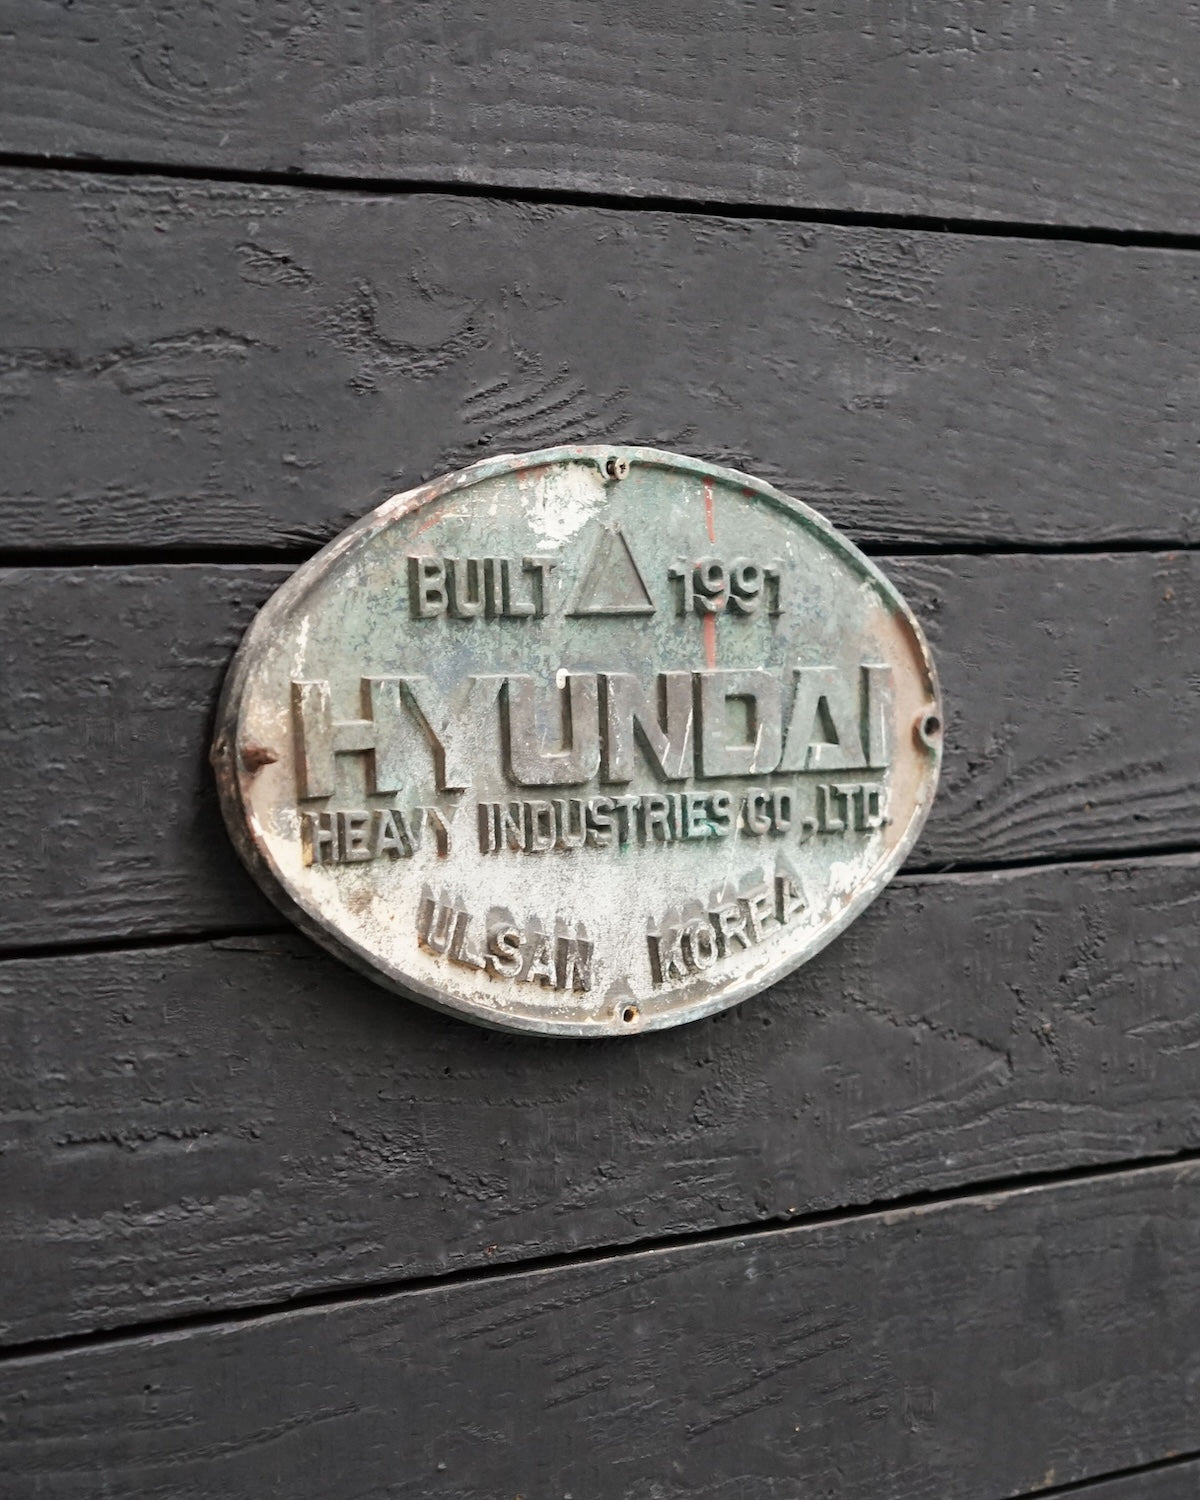 BUILT 1991
HYUNDAI
HEAVY INDUSTRIES CO.,LTD.
ULSAN KOREA